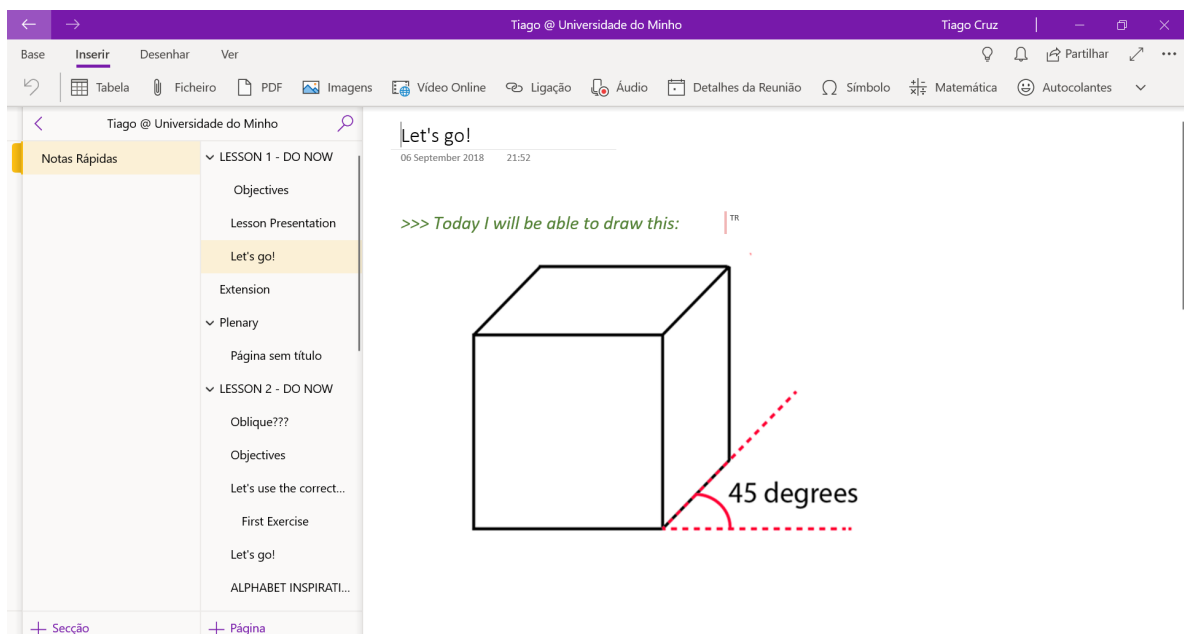 Tiago @ Universidade do Minho
Tiago Cruz
Base
Inserir
Desenhar
Ver
Partilhar
Tabela
Ficheiro
PDF
Imagens
Vídeo Online
Ligação
Áudio
Detalhes da Reunião
Símbolo
Matemática
Autocolantes
Tiago @ Universidade do Minho
Notas Rápidas
LESSON 1 - DO NOW
Objectives
Lesson Presentation
Let's go!
Extension
Plenary
Página sem título
LESSON 2 - DO NOW
Oblique???
Objectives
Let's use the correct...
First Exercise
Let's go!
ALPHABET INSPIRATI...
+ Secção
+ Página
Let's go!
06 September 2018 21:52
>>> Today I will be able to draw this:
TR
45 degrees